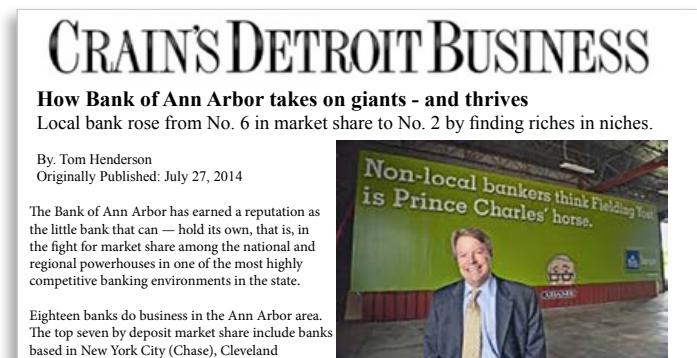 CRAIN'S DETROIT BUSINESS
How Bank of Ann Arbor takes on giants - and thrives
Local bank rose from No. 6 in market share to No. 2 by finding riches in niches.
By. Tom Henderson
Originally Published: July 27, 2014
The Bank of Ann Arbor has earned a reputation as
the little bank that can — hold its own, that is, in
the fight for market share among the national and
regional powerhouses in one of the most highly
competitive banking environments in the state.
Eighteen banks do business in the Ann Arbor area.
The top seven by deposit market share include banks
based in New York City (Chase), Cleveland
Non-local bankers think Fielding Yost
is Prince Charles' horse.